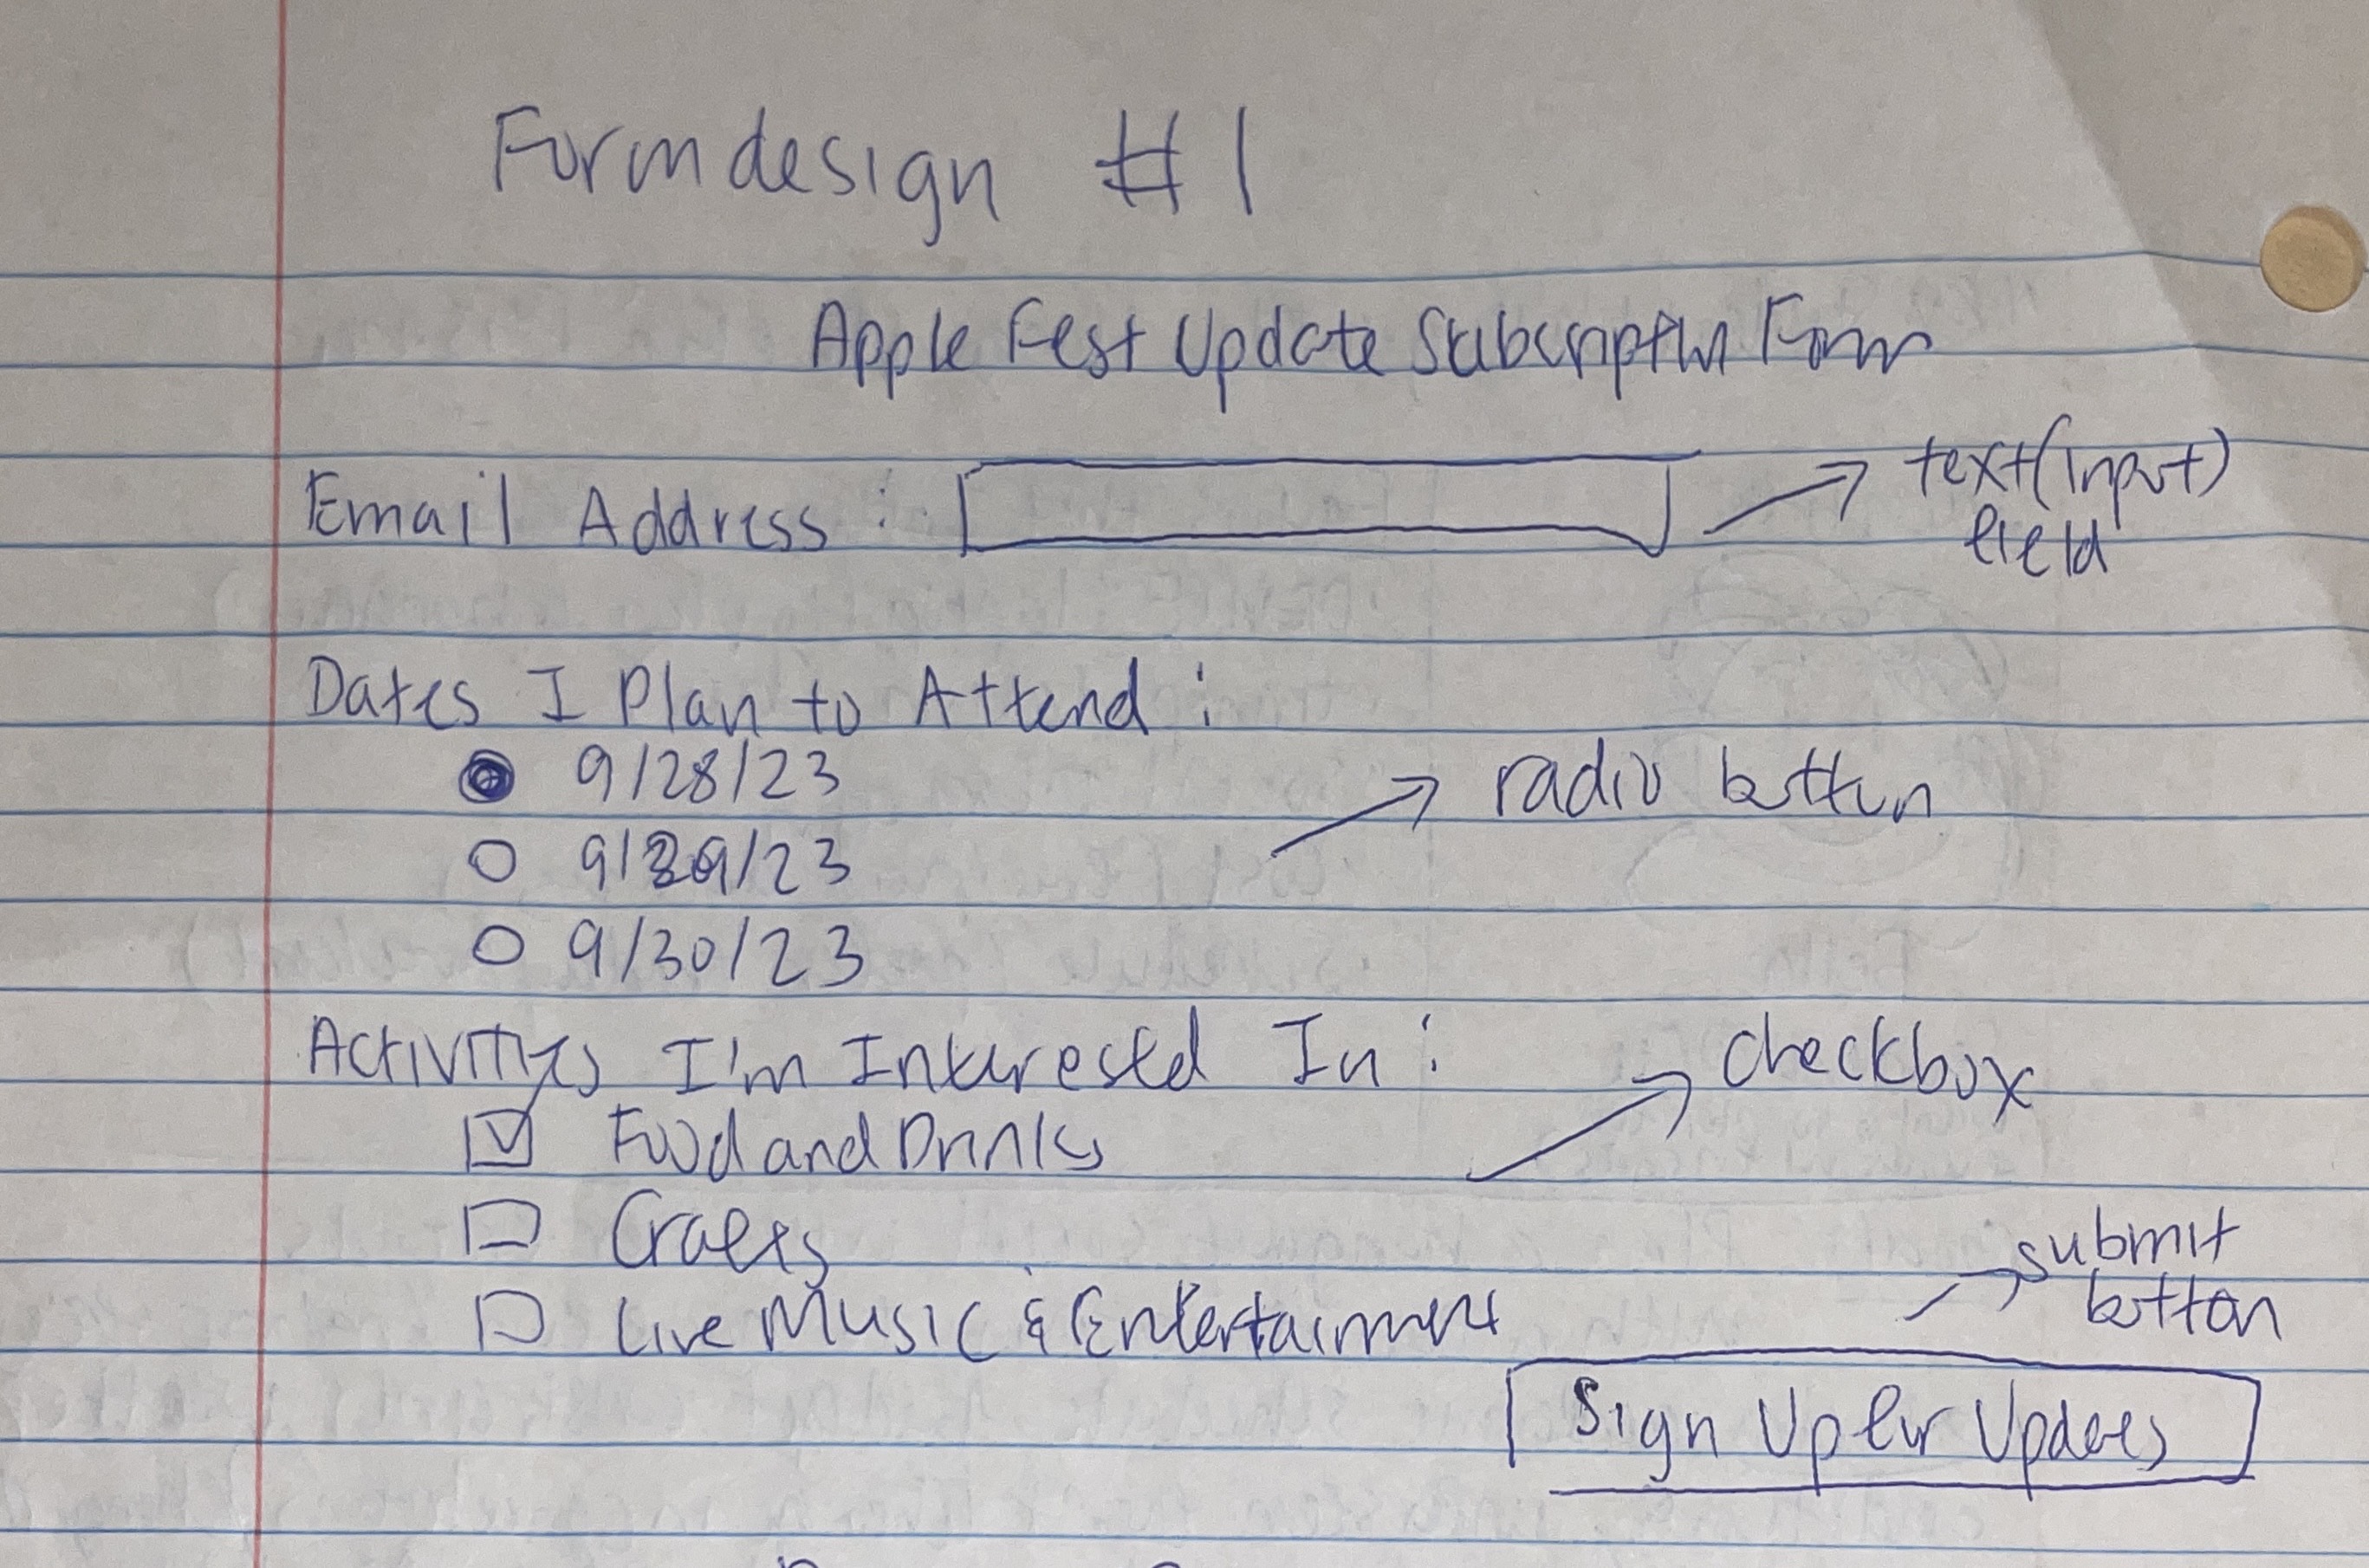 Form design #1
Apple Fest Update Subscription Form
Email Address :
text (input)
field
Dates I Plan to Attend :
9/28/23
radio button
9/29/23
9/30/23
Activities I'm Interested In :
checkbox
Food and Drinks
Crafts
submit
button
Live Music & Entertainment
Sign Up for Updates